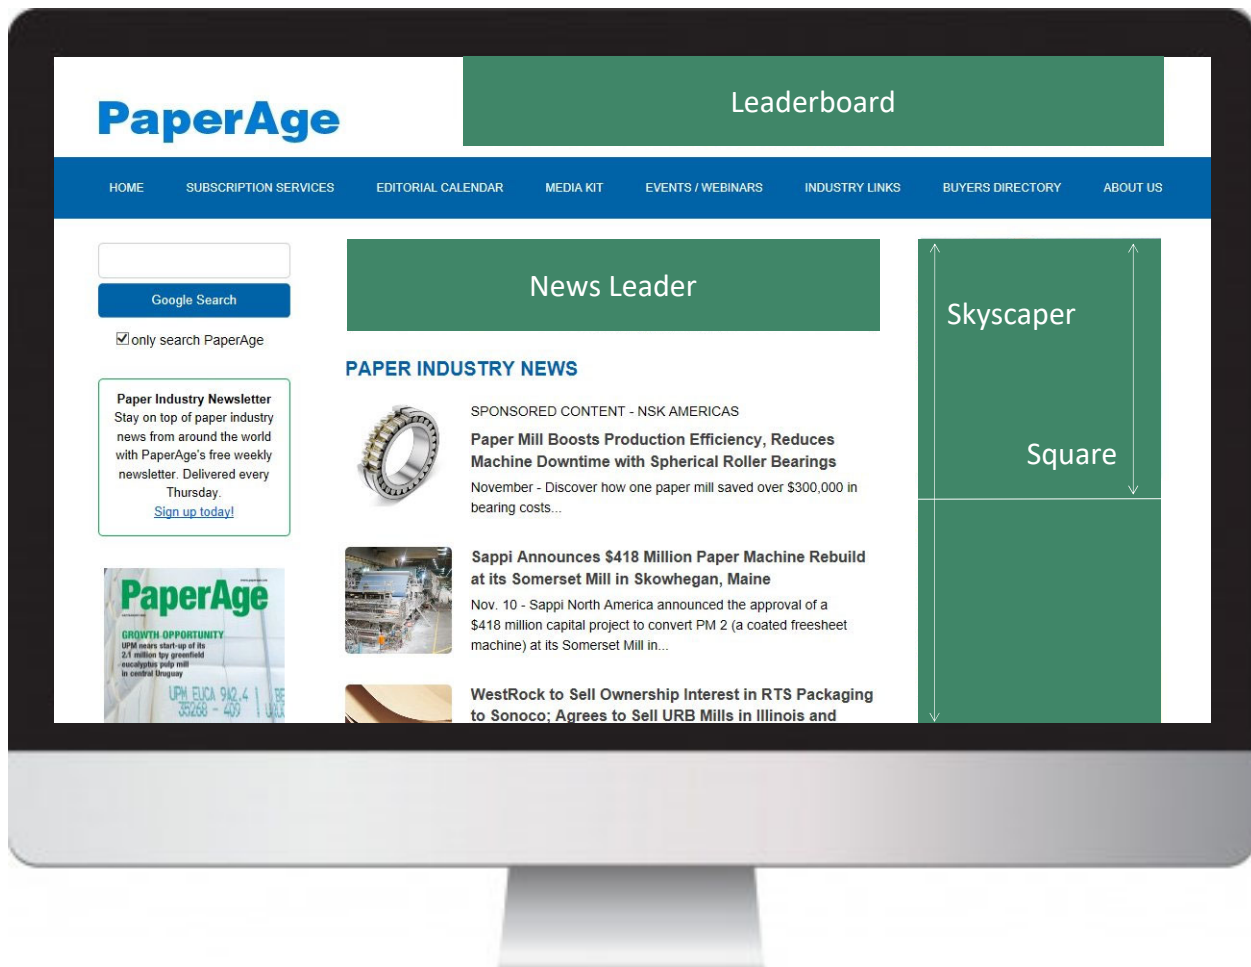 PaperAge
Leaderboard
HOME SUBSCRIPTION SERVICES EDITORIAL CALENDAR MEDIA KIT EVENTS / WEBINARS INDUSTRY LINKS BUYERS DIRECTORY ABOUT US
Google Search
only search PaperAge
Paper Industry Newsletter
Stay on top of paper industry
news from around the world
with PaperAge's free weekly
newsletter. Delivered every
Thursday.
Sign up today!
PaperAge
GROWTH OPPORTUNITY
UPM nears start-up of its
2.1 million tpy greenfield
eucalyptus pulp mill
in central Uruguay
UPM EUCA 9A2.4
35268 - 409
News Leader
PAPER INDUSTRY NEWS
SPONSORED CONTENT - NSK AMERICAS
Paper Mill Boosts Production Efficiency, Reduces
Machine Downtime with Spherical Roller Bearings
November - Discover how one paper mill saved over $300,000 in
bearing costs...
Sappi Announces $418 Million Paper Machine Rebuild
at its Somerset Mill in Skowhegan, Maine
Nov. 10 - Sappi North America announced the approval of a
$418 million capital project to convert PM 2 (a coated freesheet
machine) at its Somerset Mill in...
WestRock to Sell Ownership Interest in RTS Packaging
to Sonoco; Agrees to Sell URB Mills in Illinois and
Skyscaper
Square